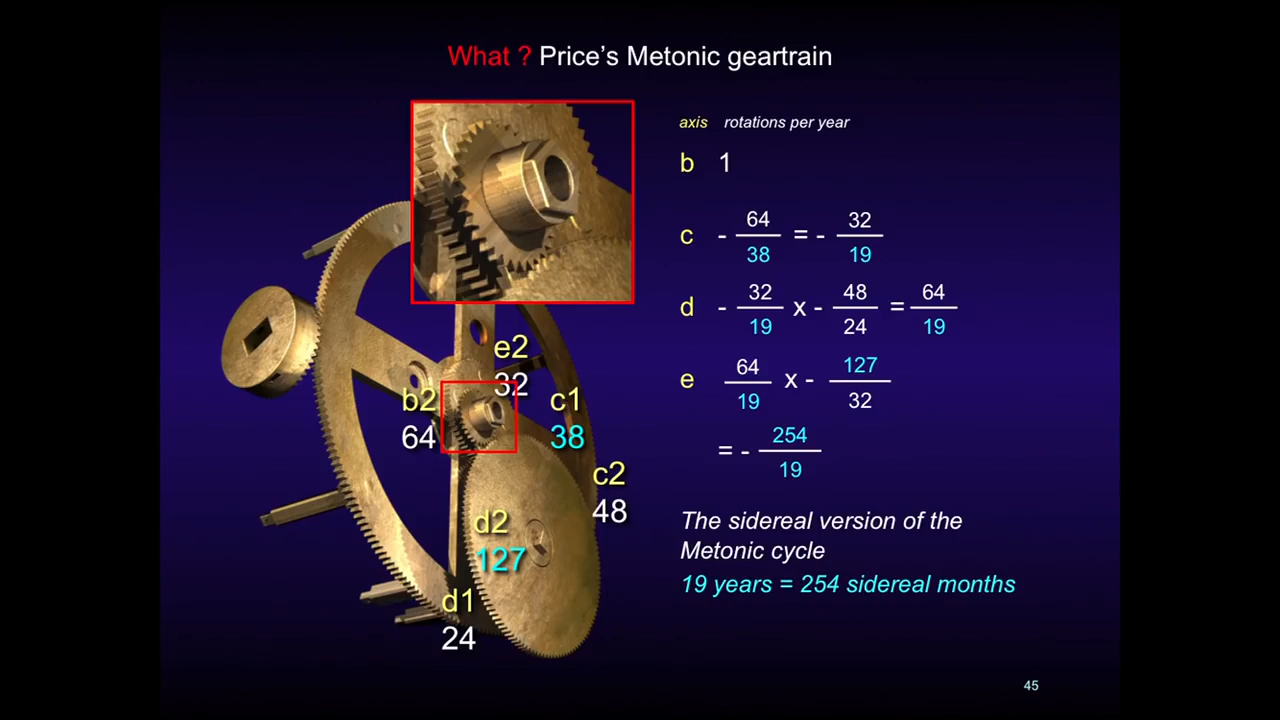 What ? Price's Metonic geartrain
axis rotations per year
b 1
c - 64/38 = - 32/19
d - 32/19 x - 48/24 = 64/19
e 64/19 x - 127/32
= - 254/19
The sidereal version of the
Metonic cycle
19 years = 254 sidereal months
e2
32
b2
64
c1
38
c2
48
d2
127
d1
24
45